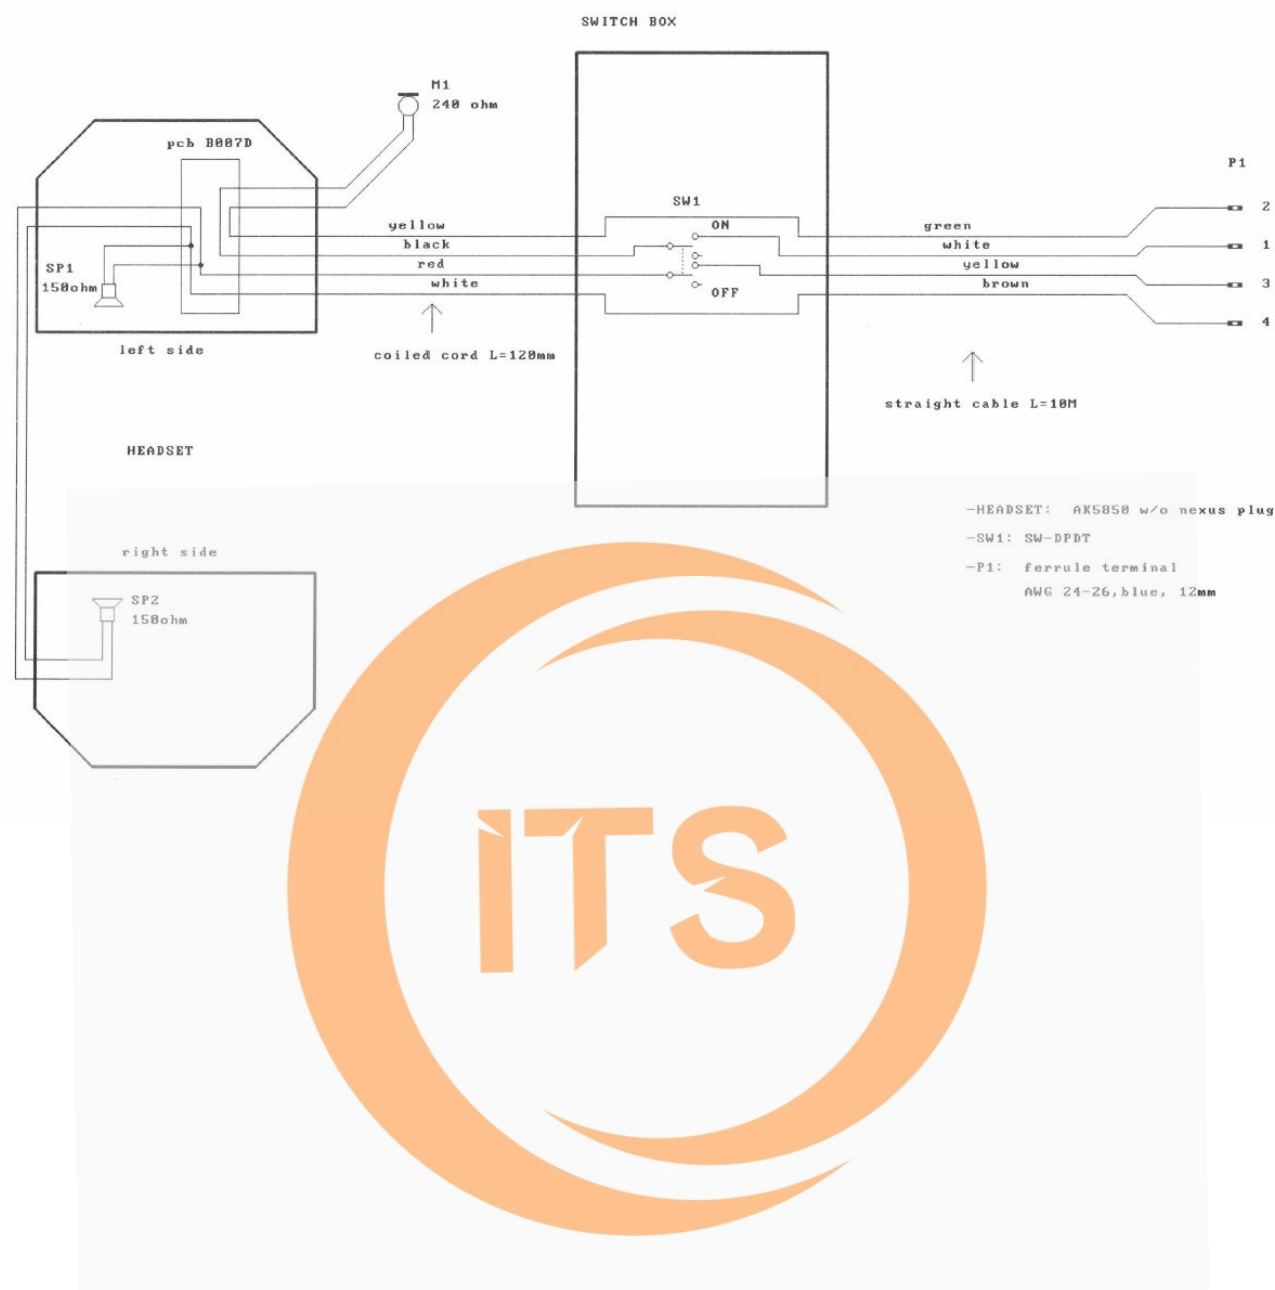 SWITCH BOX
M1
240 ohm
pcb B007D
P1
SW1
2
yellow
ON
green
black
white
1
SP1
red
yellow
150ohm
white
OFF
brown
3
4
left side
coiled cord L=120mm
straight cable L=10M
HEADSET
-HEADSET: AK5850 w/o nexus plug
-SW1: SW-DPDT
right side
-P1: ferrule terminal
AWG 24-26,blue, 12mm
SP2
150ohm
ITS